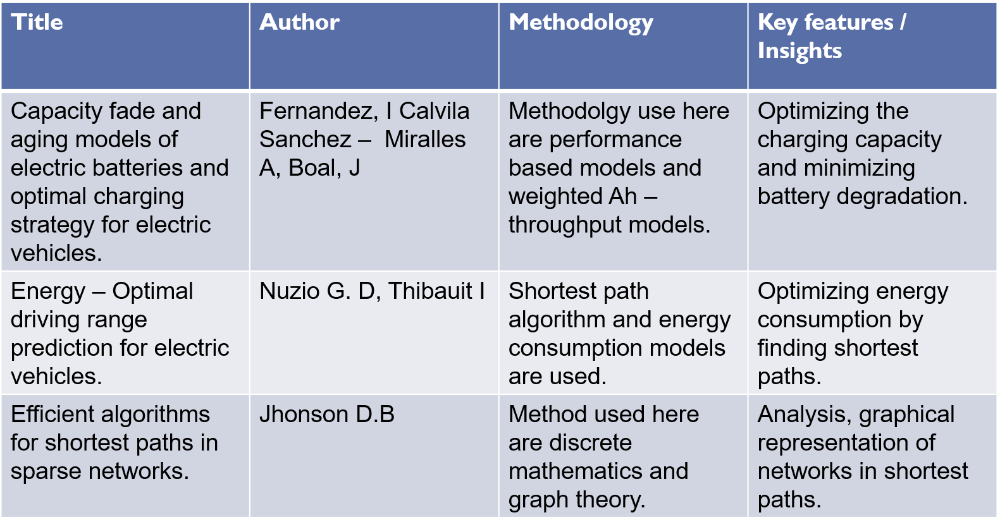 Title
Author
Methodology
Key features /
Insights
Capacity fade and
aging models of
electric batteries and
optimal charging
strategy for electric
vehicles.
Fernandez, I Calvila
Sanchez – Miralles
A, Boal, J
Methodolgy use here
are performance
based models and
weighted Ah –
throughput models.
Optimizing the
charging capacity
and minimizing
battery degradation.
Energy – Optimal
driving range
prediction for electric
vehicles.
Nuzio G. D, Thibauit I
Shortest path
algorithm and energy
consumption models
are used.
Optimizing energy
consumption by
finding shortest
paths.
Efficient algorithms
for shortest paths in
sparse networks.
Jhonson D.B
Method used here
are discrete
mathematics and
graph theory.
Analysis, graphical
representation of
networks in shortest
paths.